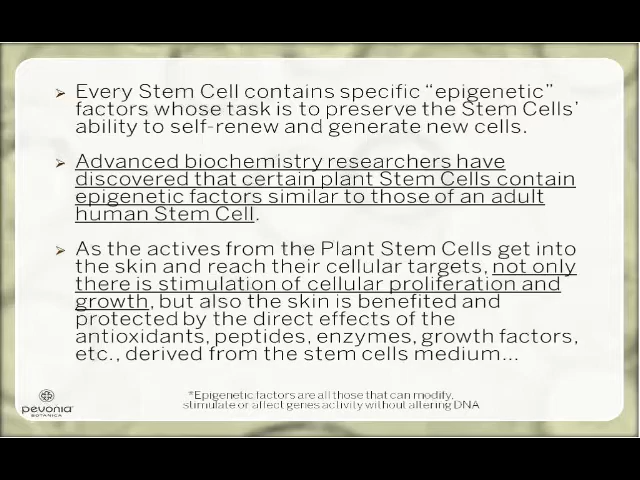 ➢ Every Stem Cell contains specific “epigenetic”
factors whose task is to preserve the Stem Cells’
ability to self-renew and generate new cells.
➢ Advanced biochemistry researchers have
discovered that certain plant Stem Cells contain
epigenetic factors similar to those of an adult
human Stem Cell.
➢ As the actives from the Plant Stem Cells get into
the skin and reach their cellular targets, not only
there is stimulation of cellular proliferation and
growth, but also the skin is benefited and
protected by the direct effects of the
antioxidants, peptides, enzymes, growth factors,
etc., derived from the stem cells medium...
*Epigenetic factors are all those that can modify,
stimulate or affect genes activity without altering DNA
pevonia
BOTANICA